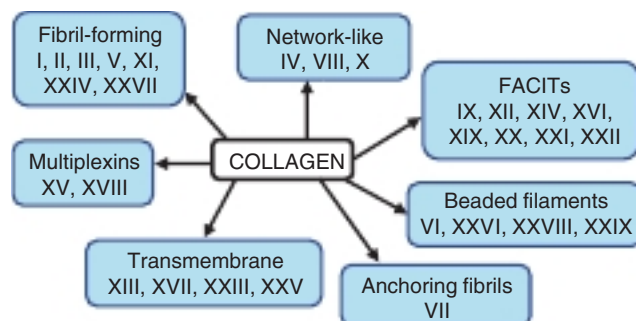 Fibril-forming
I, II, III, V, XI,
XXIV, XXVII
Network-like
IV, VIII, X
FACITs
IX, XII, XIV, XVI,
XIX, XX, XXI, XXII
Multiplexins
XV, XVIII
COLLAGEN
Beaded filaments
VI, XXVI, XXVIII, XXIX
Transmembrane
XIII, XVII, XXIII, XXV
Anchoring fibrils
VII